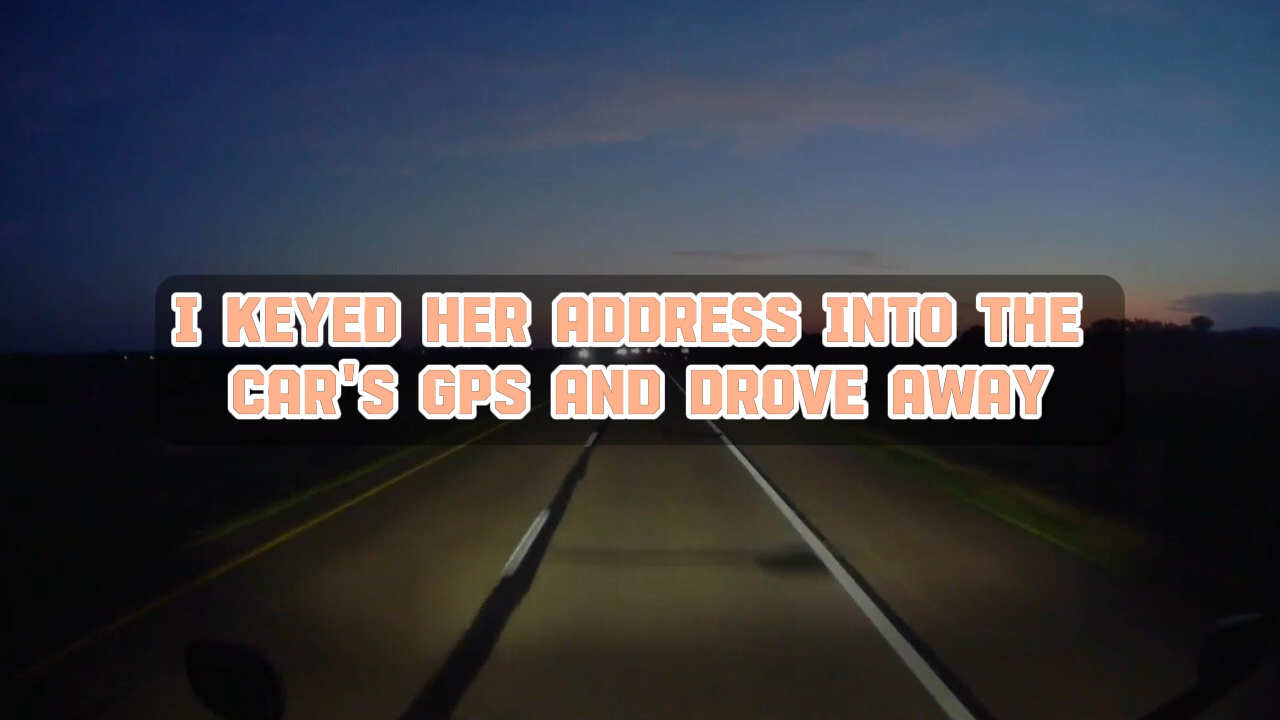 I KEYED HER ADDRESS INTO THE
CAR'S GPS AND DROVE AWAY